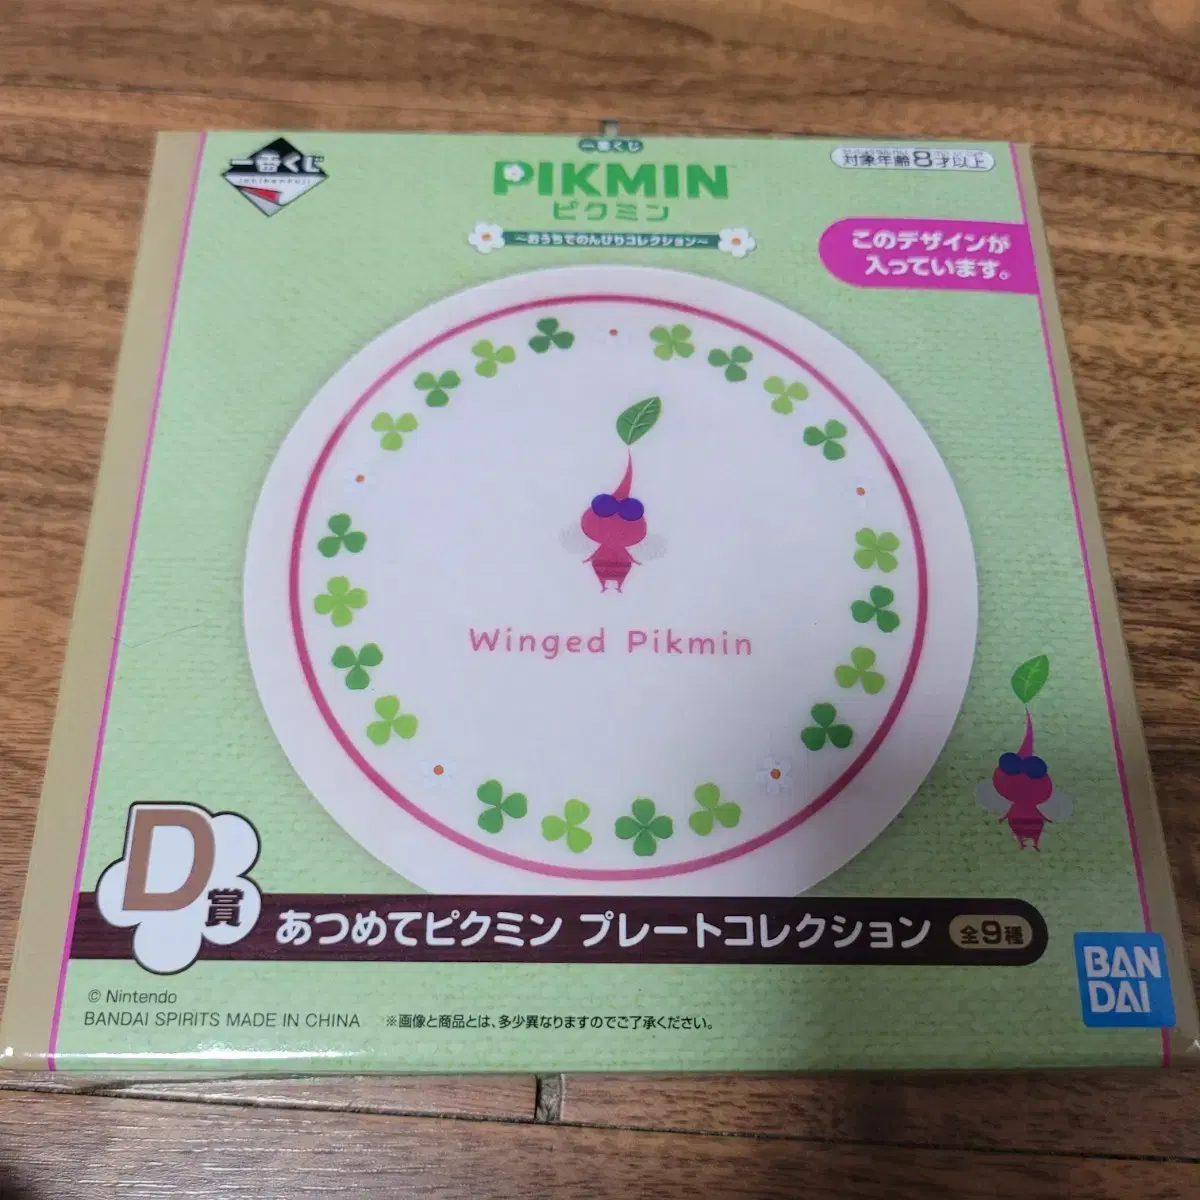 一番くじ
ichibankuji
一番くじ
PIKMIN
ピクミン
～おうちでのんびりコレクション～
対象年齢8才以上
このデザインが
入っています。
Winged Pikmin
D賞
あつめてピクミン プレートコレクション 全9種
© Nintendo
BANDAI SPIRITS MADE IN CHINA ※画像と商品とは、多少異なりますのでご了承ください。
BAN
DAI